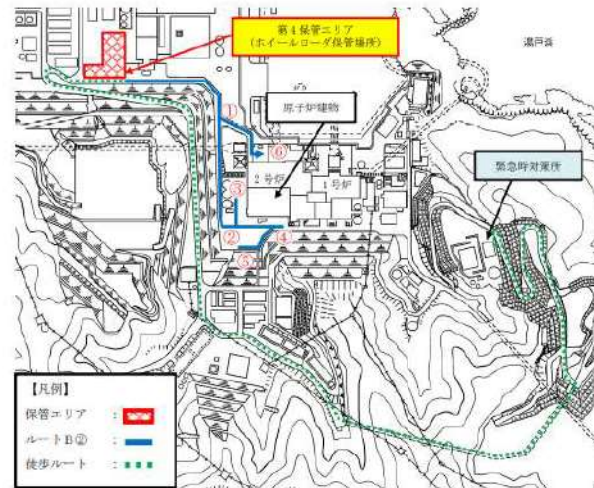 第4保管エリア
(ホイールローダ保管場所)
湯戸湾
①
原子炉建物
⑥
2号炉
1号炉
緊急時対策所
③
②
④
⑤
【凡例】
保管エリア :
ルートB② :
徒歩ルート :